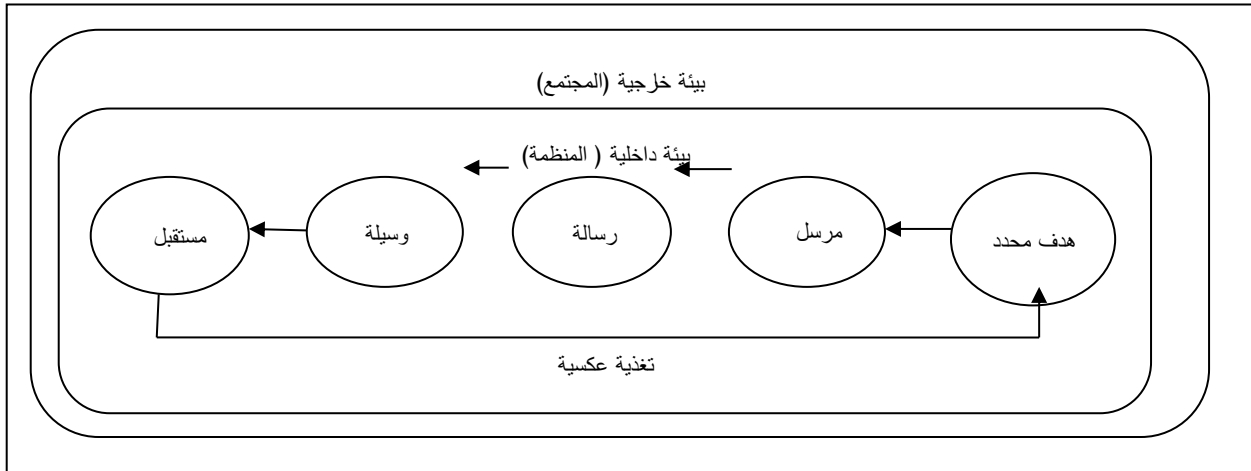 بيئة خارجية (المجتمع)
بيئة داخلية ( المنظمة)
هدف محدد
مرسل
رسالة
وسيلة
مستقبل
تغذية عكسية